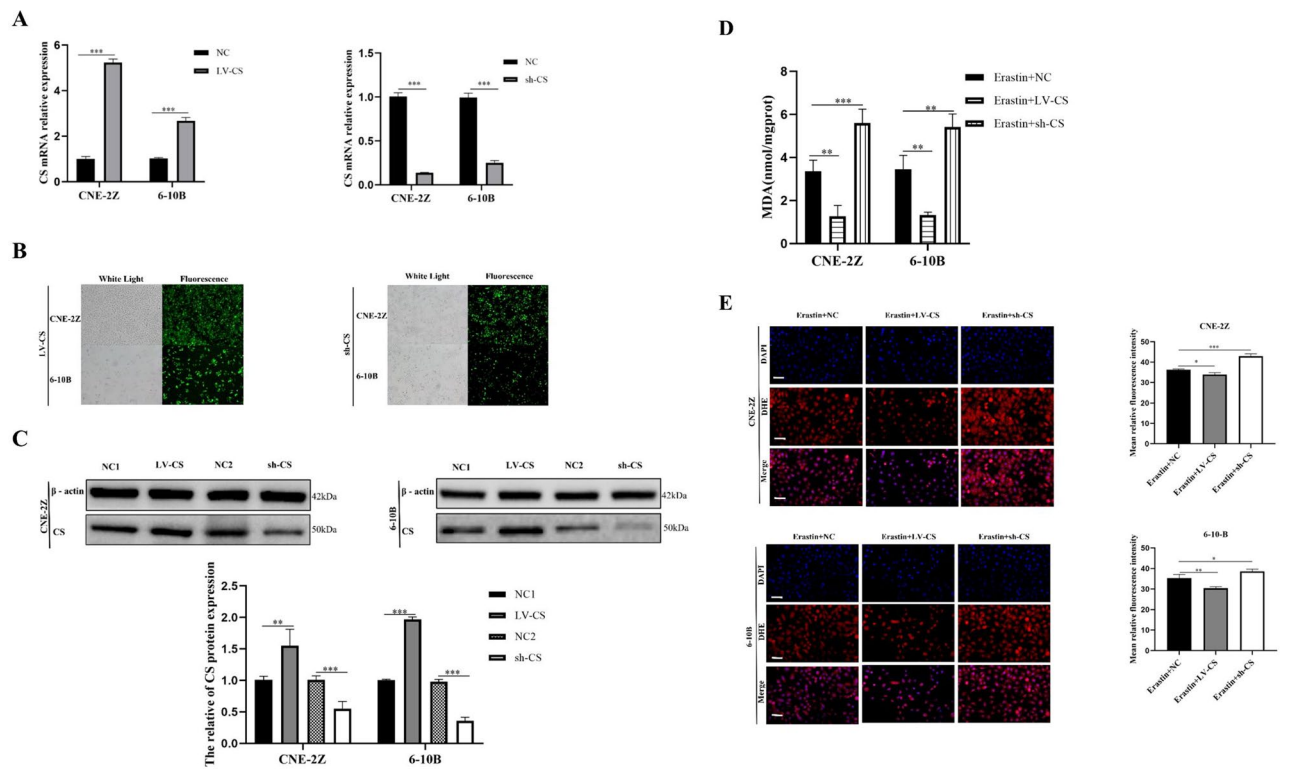 A
CS mRNA relative expression
6
4
2
0
***
***
CNE-2Z
6-10B
NC
LV-CS
CS mRNA relative expression
1.5
1.0
0.5
0.0
***
***
CNE-2Z
6-10B
NC
sh-CS
B
White Light
Fluorescence
LV-CS
CNE-2Z
6-10B
White Light
Fluorescence
sh-CS
CNE-2Z
6-10B
C
NC1
LV-CS
NC2
sh-CS
CNE-2Z
β - actin
42kDa
CS
50kDa
NC1
LV-CS
NC2
sh-CS
6-10B
β - actin
42kDa
CS
50kDa
The relative of CS protein expression
2.5
2.0
1.5
1.0
0.5
0.0
**
***
***
***
CNE-2Z
6-10B
NC1
LV-CS
NC2
sh-CS
D
MDA(nmol/mgprot)
8
6
4
2
0
***
**
**
**
CNE-2Z
6-10B
Erastin+NC
Erastin+LV-CS
Erastin+sh-CS
E
Erastin+NC
Erastin+LV-CS
Erastin+sh-CS
CNE-2Z
DAPI
DHE
Merge
CNE-2Z
Mean relative fluorescence intensity
50
40
30
20
10
0
***
*
Erastin+NC
Erastin+LV-CS
Erastin+sh-CS
Erastin+NC
Erastin+LV-CS
Erastin+sh-CS
6-10B
DAPI
DHE
Merge
6-10-B
Mean relative fluorescence intensity
50
40
30
20
10
0
*
**
Erastin+NC
Erastin+LV-CS
Erastin+sh-CS